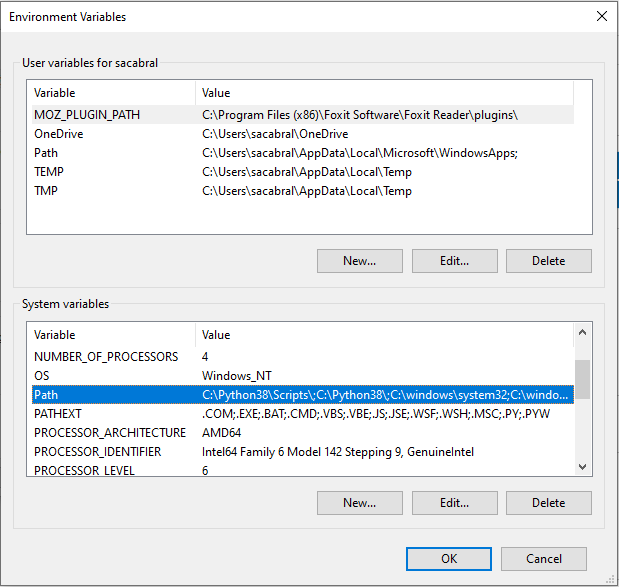 Environment Variables
User variables for sacabral
Variable Value
MOZ_PLUGIN_PATH C:\Program Files (x86)\Foxit Software\Foxit Reader\plugins\
OneDrive C:\Users\sacabral\OneDrive
Path C:\Users\sacabral\AppData\Local\Microsoft\WindowsApps;
TEMP C:\Users\sacabral\AppData\Local\Temp
TMP C:\Users\sacabral\AppData\Local\Temp
New... Edit... Delete
System variables
Variable Value
NUMBER_OF_PROCESSORS 4
OS Windows_NT
Path C:\Python38\Scripts\;C:\Python38\;C:\windows\system32;C:\windo...
PATHEXT .COM;.EXE;.BAT;.CMD;.VBS;.VBE;.JS;.JSE;.WSF;.WSH;.MSC;.PY;.PYW
PROCESSOR_ARCHITECTURE AMD64
PROCESSOR_IDENTIFIER Intel64 Family 6 Model 142 Stepping 9, GenuineIntel
PROCESSOR_LEVEL 6
New... Edit... Delete
OK Cancel